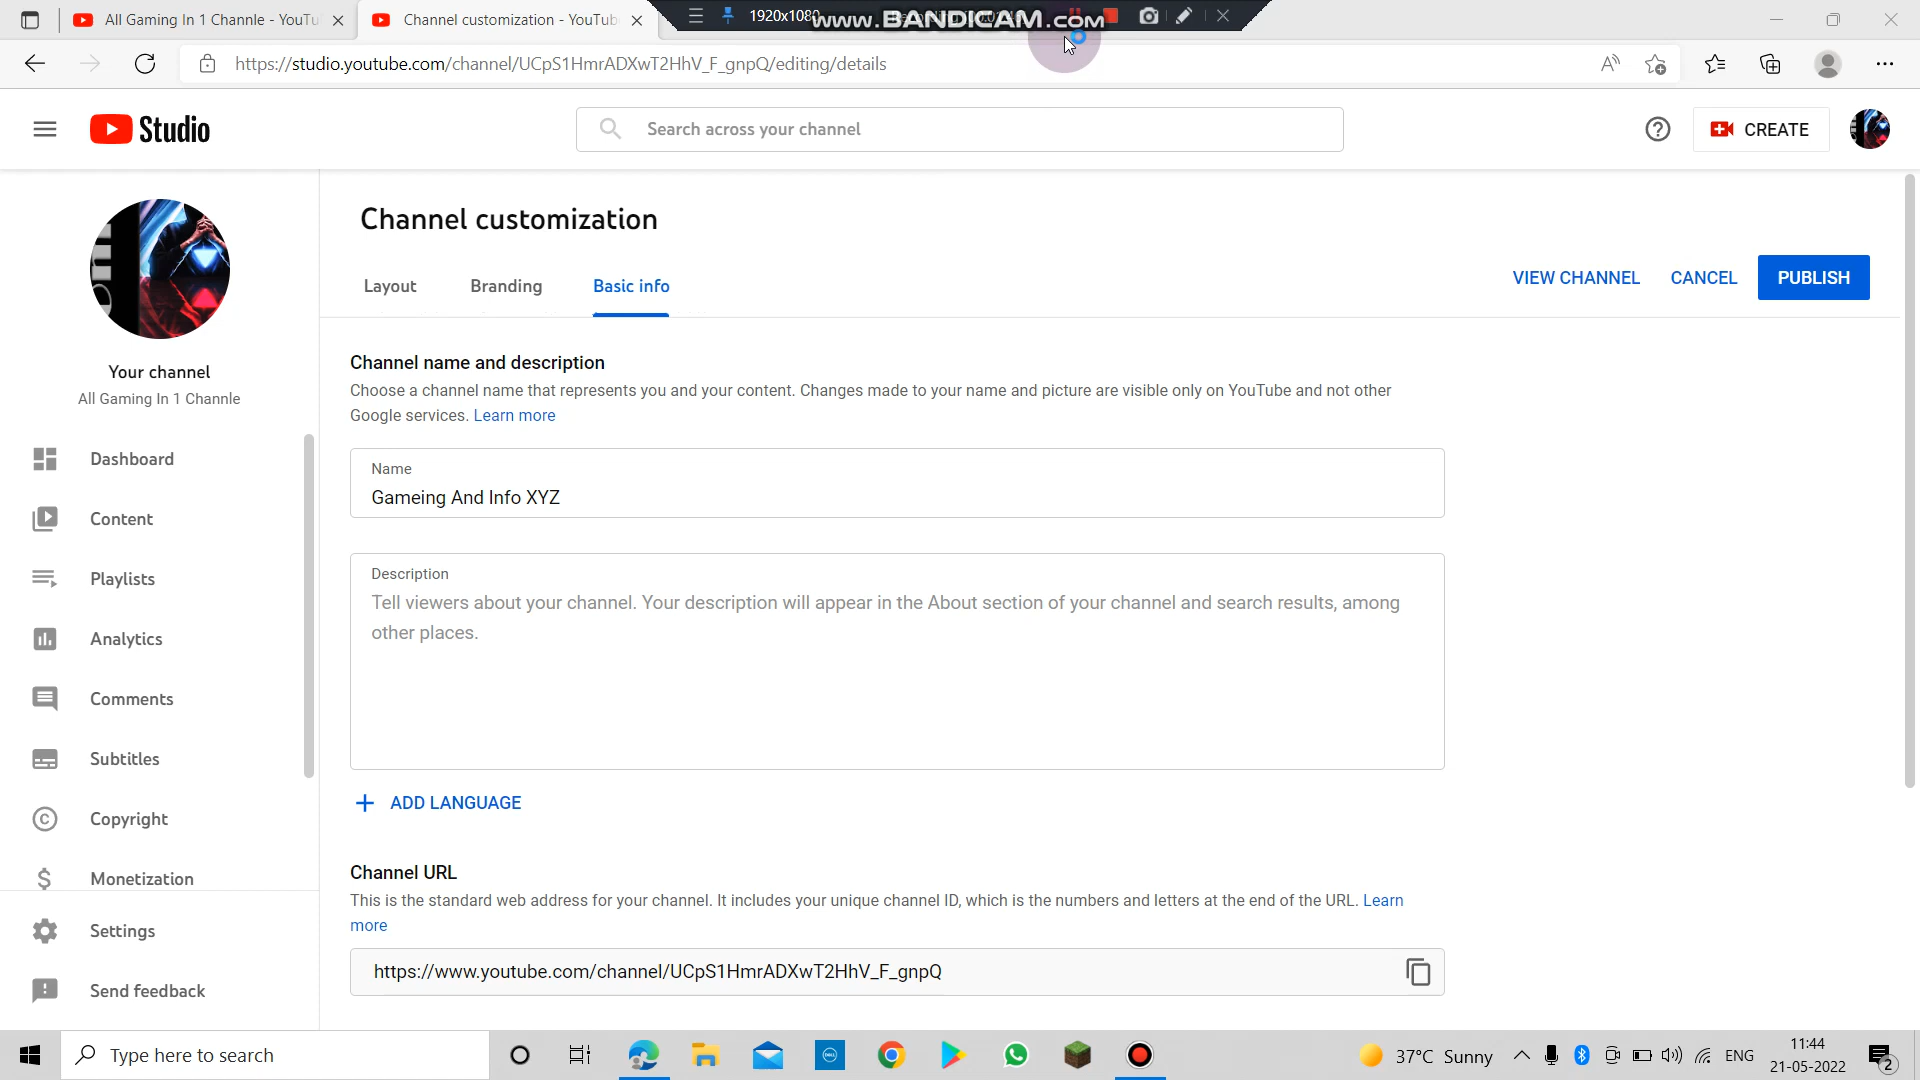 All Gaming In 1 Channle - YouTu
Channel customization - YouTub
1920x1080
www.BANDICAM.com
https://studio.youtube.com/channel/UCpS1HmrADXwT2HhV_F_gnpQ/editing/details
Studio
Search across your channel
CREATE
Channel customization
Layout
Branding
Basic info
VIEW CHANNEL
CANCEL
PUBLISH
Your channel
All Gaming In 1 Channle
Dashboard
Content
Playlists
Analytics
Comments
Subtitles
Copyright
Monetization
Settings
Send feedback
Channel name and description
Choose a channel name that represents you and your content. Changes made to your name and picture are visible only on YouTube and not other
Google services. Learn more
Name
Gameing And Info XYZ
Description
Tell viewers about your channel. Your description will appear in the About section of your channel and search results, among
other places.
ADD LANGUAGE
Channel URL
This is the standard web address for your channel. It includes your unique channel ID, which is the numbers and letters at the end of the URL. Learn
more
https://www.youtube.com/channel/UCpS1HmrADXwT2HhV_F_gnpQ
Type here to search
37°C Sunny
ENG
11:44
21-05-2022
2